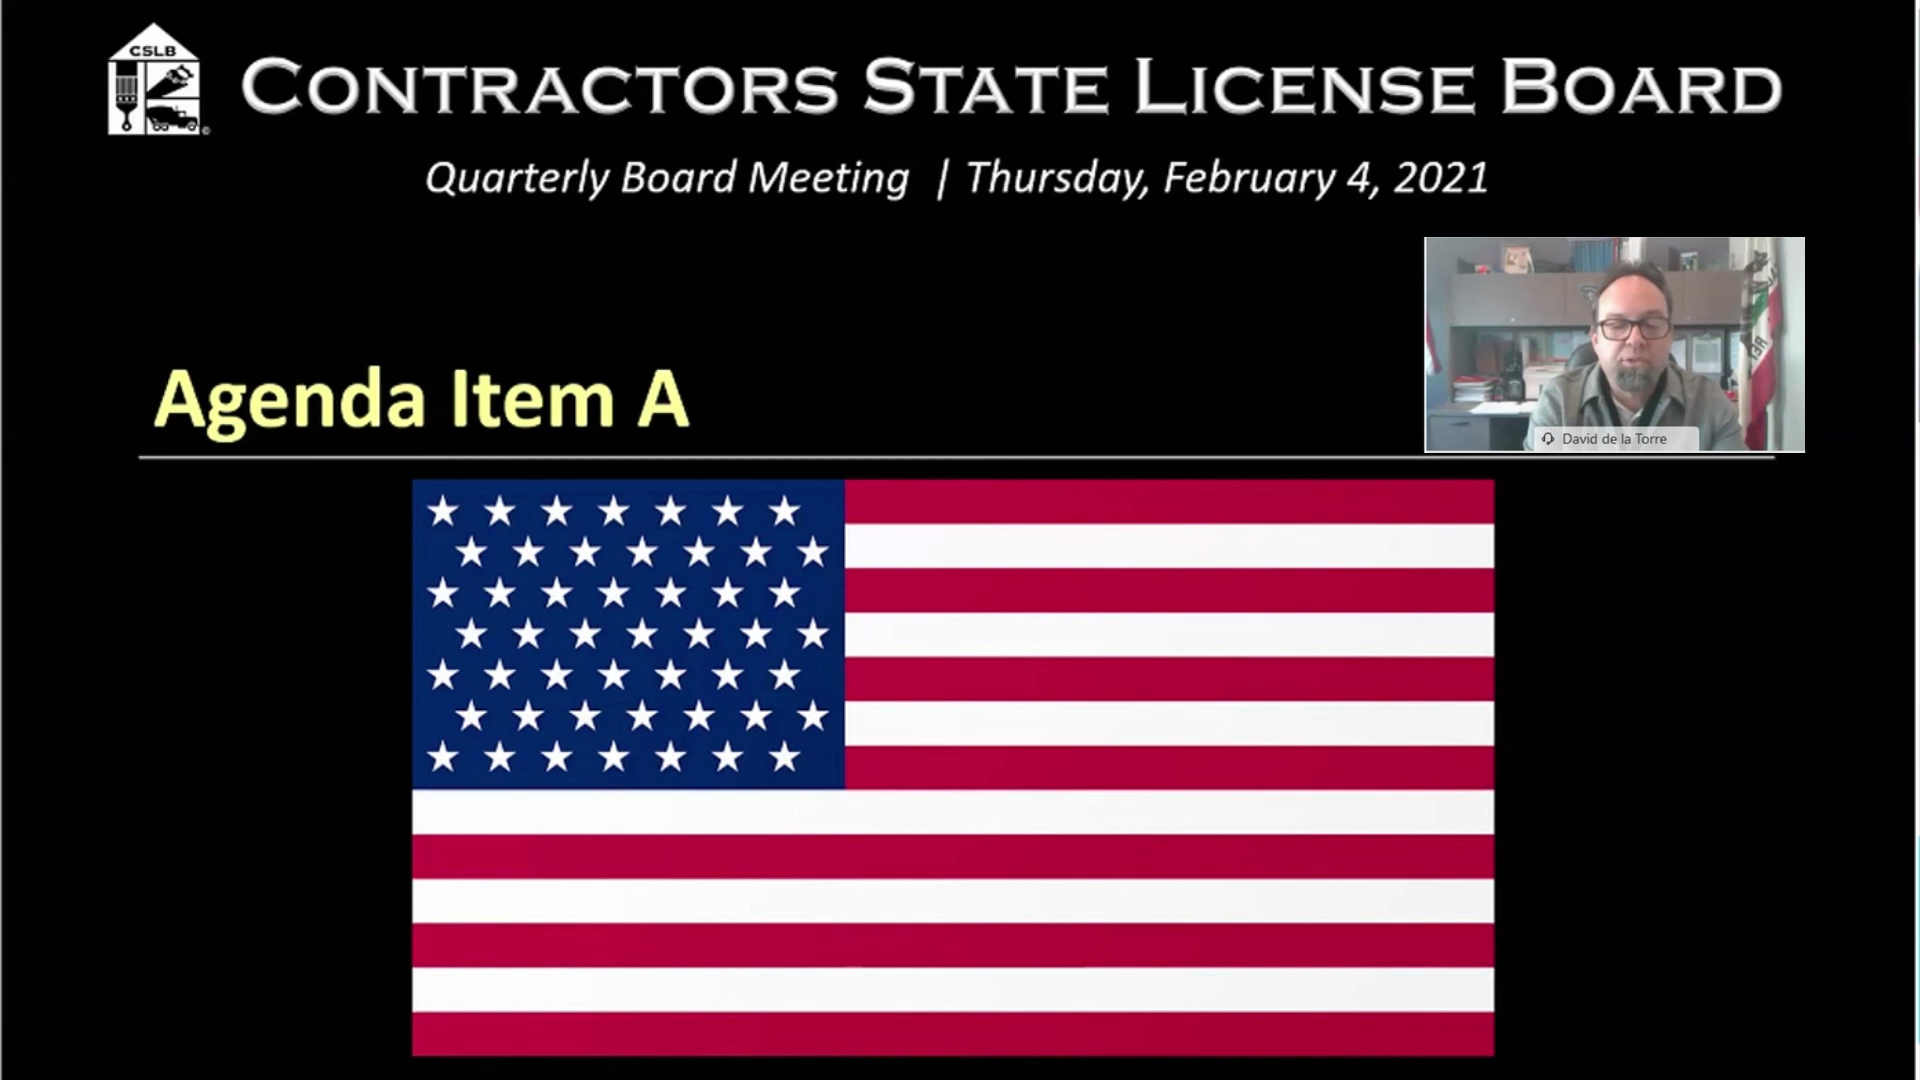 CSLB
CONTRACTORS STATE LICENSE BOARD
Quarterly Board Meeting | Thursday, February 4, 2021
Agenda Item A
David de la Torre